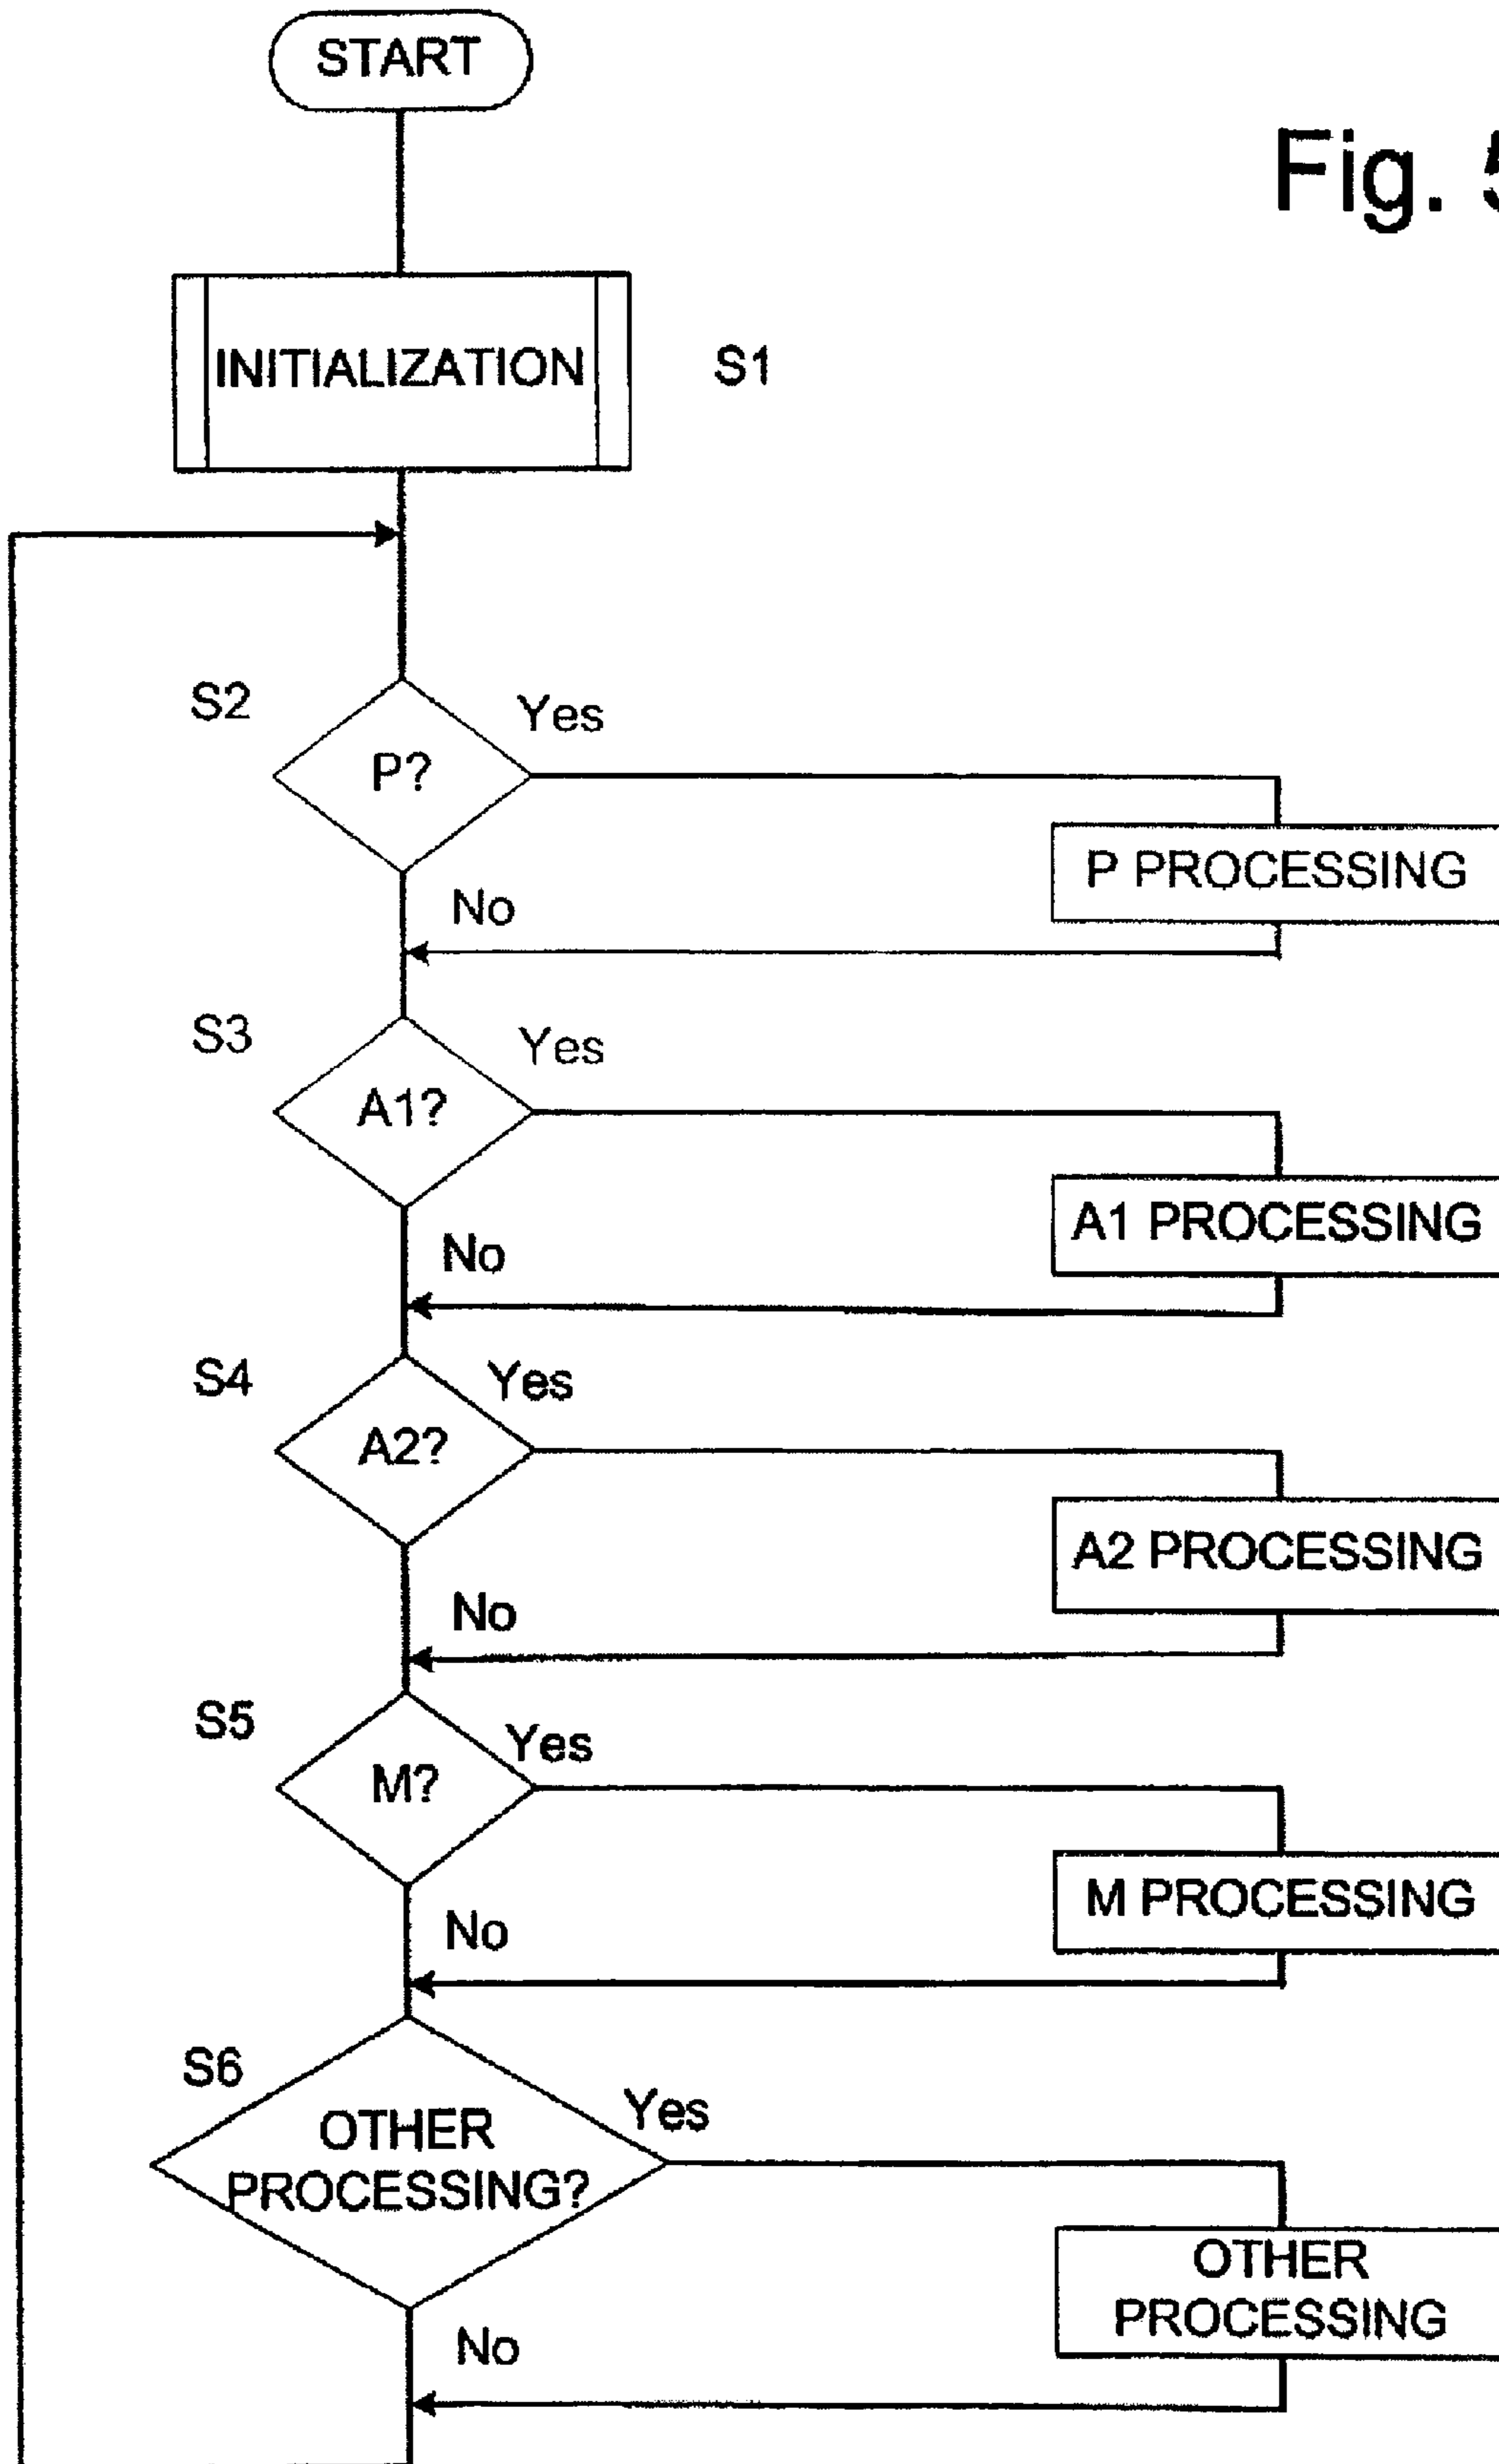 START
Fig. 5
INITIALIZATION
S1
S2
Yes
P?
P PROCESSING
No
S3
Yes
A1?
A1 PROCESSING
No
S4
Yes
A2?
A2 PROCESSING
No
S5
Yes
M?
M PROCESSING
No
S6
Yes
OTHER
PROCESSING?
OTHER
PROCESSING
No